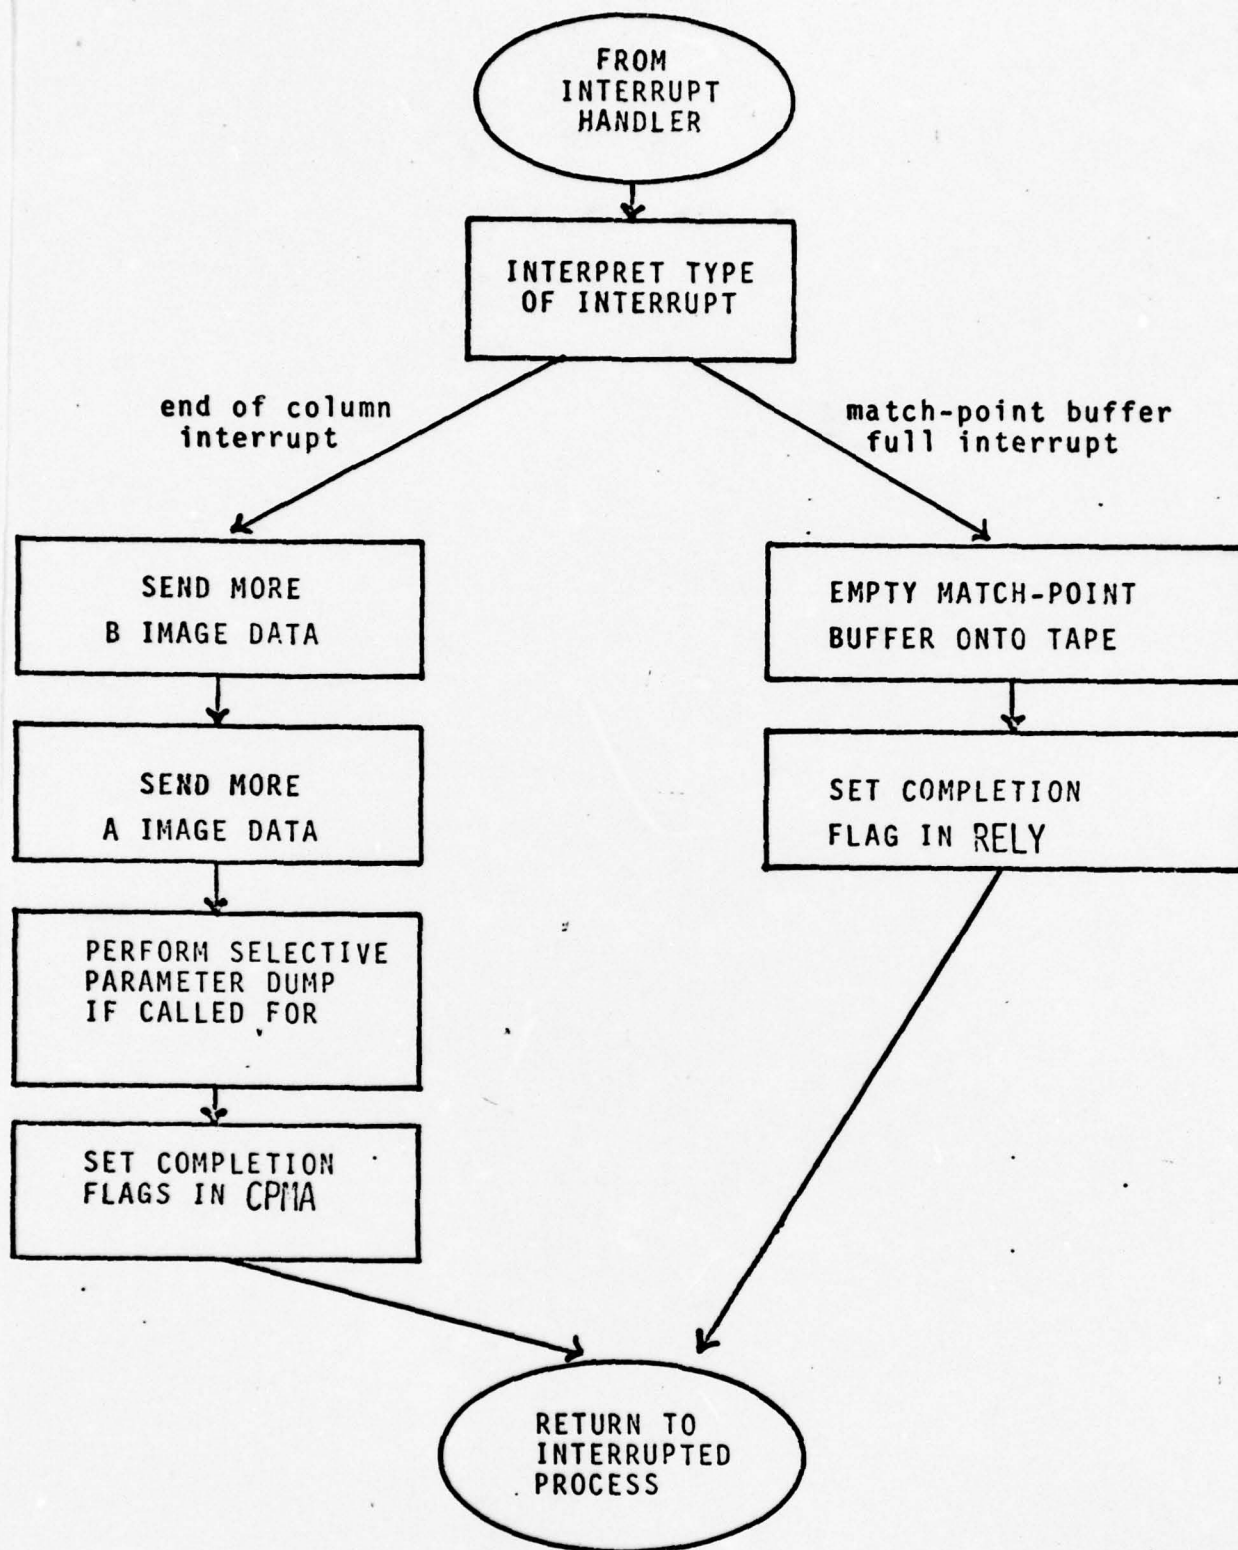 FROM
INTERRUPT
HANDLER
INTERPRET TYPE
OF INTERRUPT
end of column
interrupt
match-point buffer
full interrupt
SEND MORE
B IMAGE DATA
SEND MORE
A IMAGE DATA
PERFORM SELECTIVE
PARAMETER DUMP
IF CALLED FOR
SET COMPLETION
FLAGS IN CPMA
EMPTY MATCH-POINT
BUFFER ONTO TAPE
SET COMPLETION
FLAG IN RELY
RETURN TO
INTERRUPTED
PROCESS